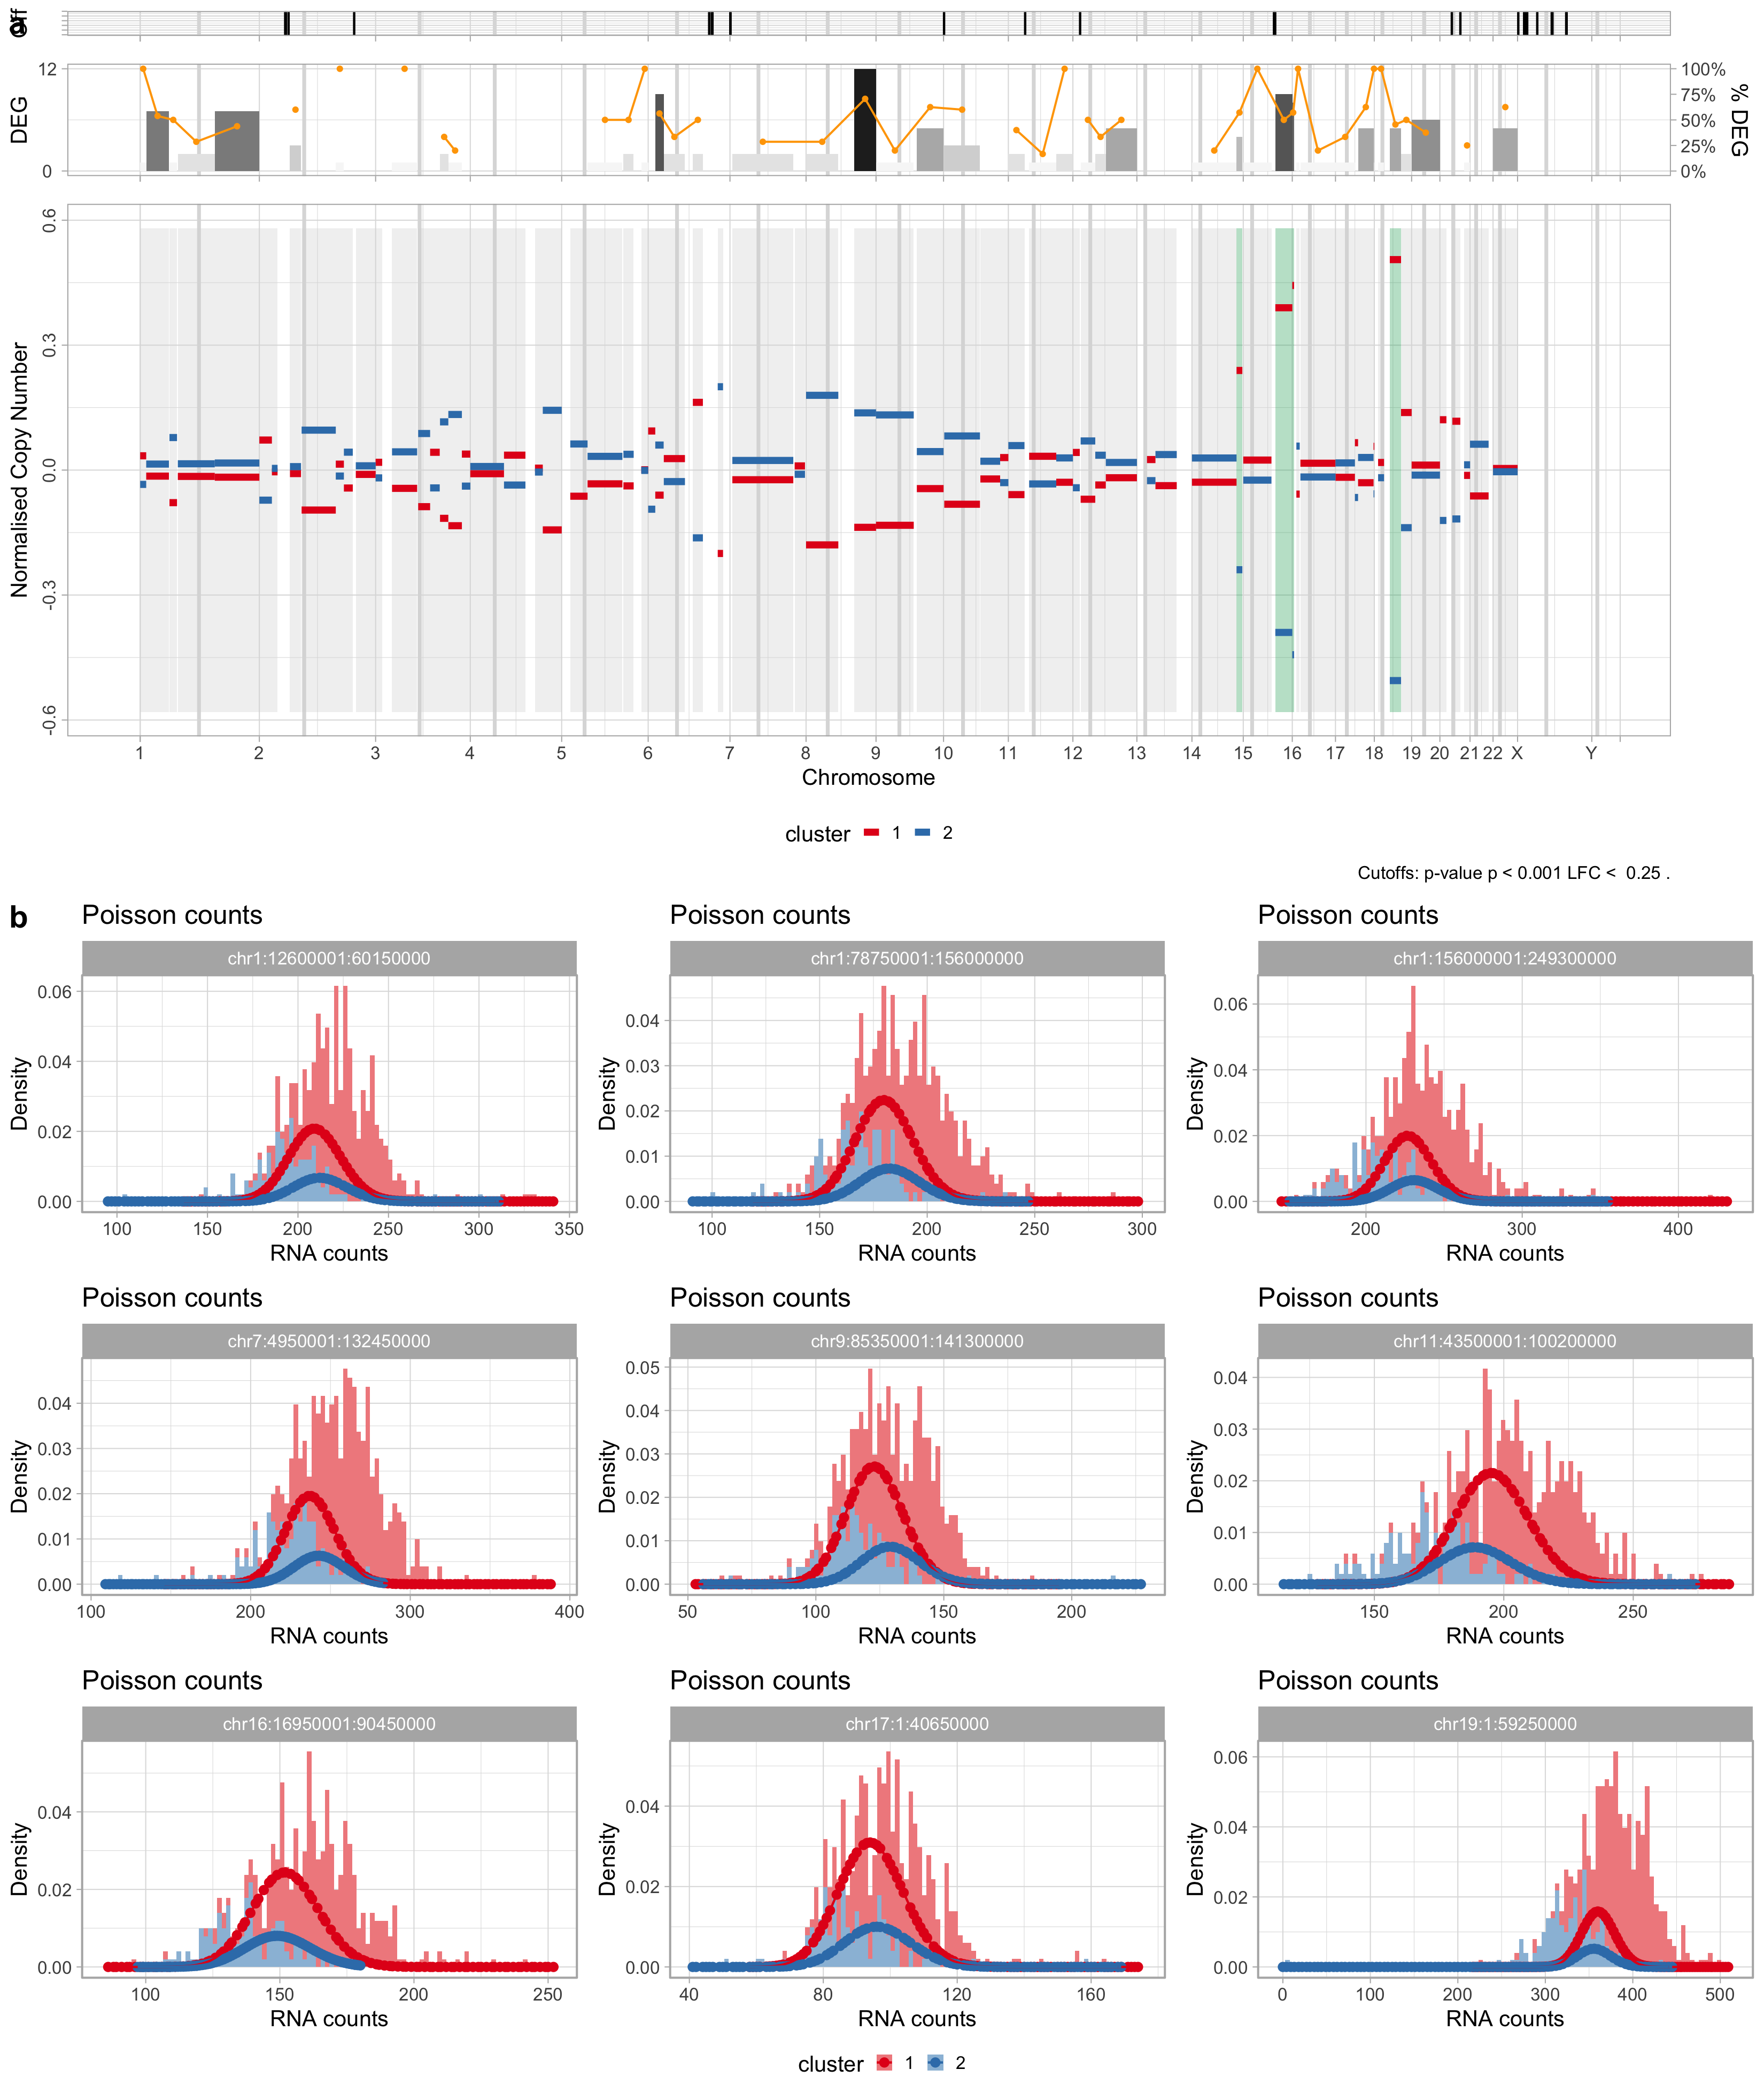 a
DEG
12
0
100%
75%
50%
25%
0%
% DEG
Normalised Copy Number
0.6
0.3
0.0
-0.3
-0.6
1 2 3 4 5 6 7 8 9 10 11 12 13 14 15 16 17 18 19 20 21 22 X Y
Chromosome
cluster 1 2
Cutoffs: p-value p < 0.001 LFC < 0.25 .
b
Poisson counts
chr1:12600001:60150000
Density
0.06
0.04
0.02
0.00
100 150 200 250 300 350
RNA counts
Poisson counts
chr1:78750001:156000000
Density
0.04
0.03
0.02
0.01
0.00
100 150 200 250 300
RNA counts
Poisson counts
chr1:156000001:249300000
Density
0.06
0.04
0.02
0.00
200 300 400
RNA counts
Poisson counts
chr7:4950001:132450000
Density
0.04
0.03
0.02
0.01
0.00
100 200 300 400
RNA counts
Poisson counts
chr9:85350001:141300000
Density
0.05
0.04
0.03
0.02
0.01
0.00
50 100 150 200
RNA counts
Poisson counts
chr11:43500001:100200000
Density
0.04
0.03
0.02
0.01
0.00
150 200 250
RNA counts
Poisson counts
chr16:16950001:90450000
Density
0.04
0.02
0.00
100 150 200 250
RNA counts
Poisson counts
chr17:1:40650000
Density
0.04
0.02
0.00
40 80 120 160
RNA counts
Poisson counts
chr19:1:59250000
Density
0.06
0.04
0.02
0.00
0 100 200 300 400 500
RNA counts
cluster 1 2